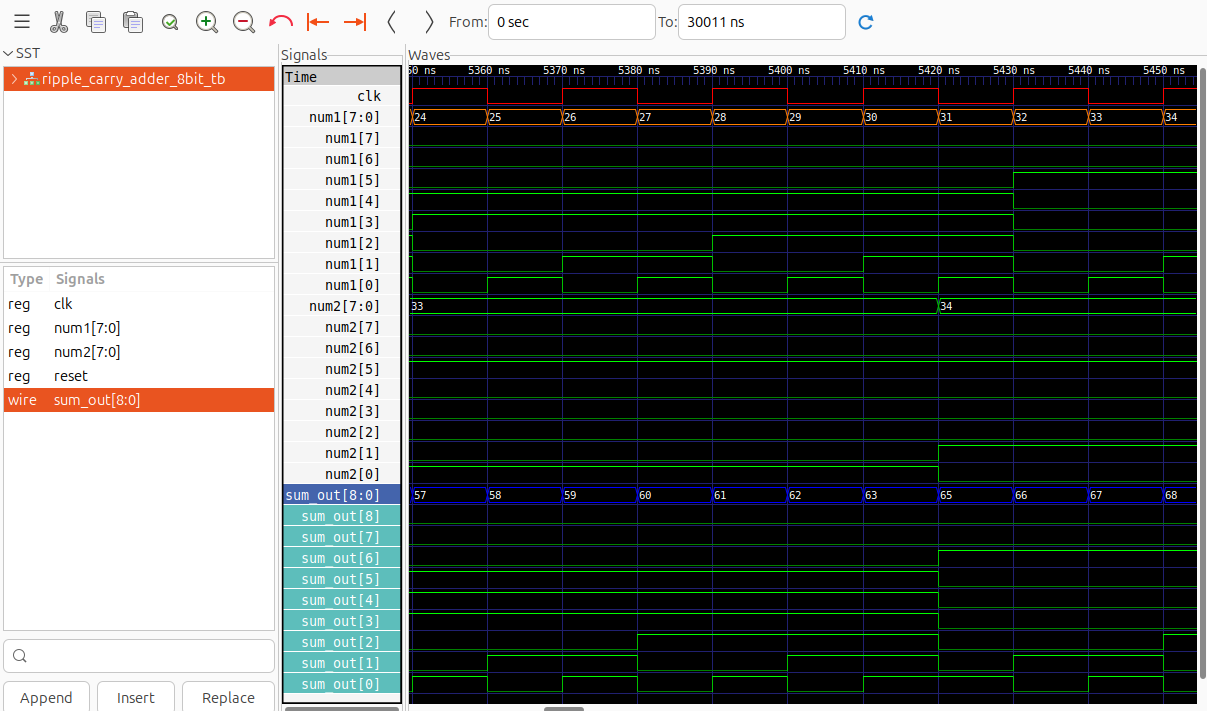 From: 0 sec To: 30011 ns
SST
ripple_carry_adder_8bit_tb
Type Signals
reg clk
reg num1[7:0]
reg num2[7:0]
reg reset
wire sum_out[8:0]
Append Insert Replace
Signals
Time
clk
num1[7:0]
num1[7]
num1[6]
num1[5]
num1[4]
num1[3]
num1[2]
num1[1]
num1[0]
num2[7:0]
num2[7]
num2[6]
num2[5]
num2[4]
num2[3]
num2[2]
num2[1]
num2[0]
sum_out[8:0]
sum_out[8]
sum_out[7]
sum_out[6]
sum_out[5]
sum_out[4]
sum_out[3]
sum_out[2]
sum_out[1]
sum_out[0]
Waves
ns 5360 ns 5370 ns 5380 ns 5390 ns 5400 ns 5410 ns 5420 ns 5430 ns 5440 ns 5450 ns
24 25 26 27 28 29 30 31 32 33 34
33 34
57 58 59 60 61 62 63 65 66 67 68